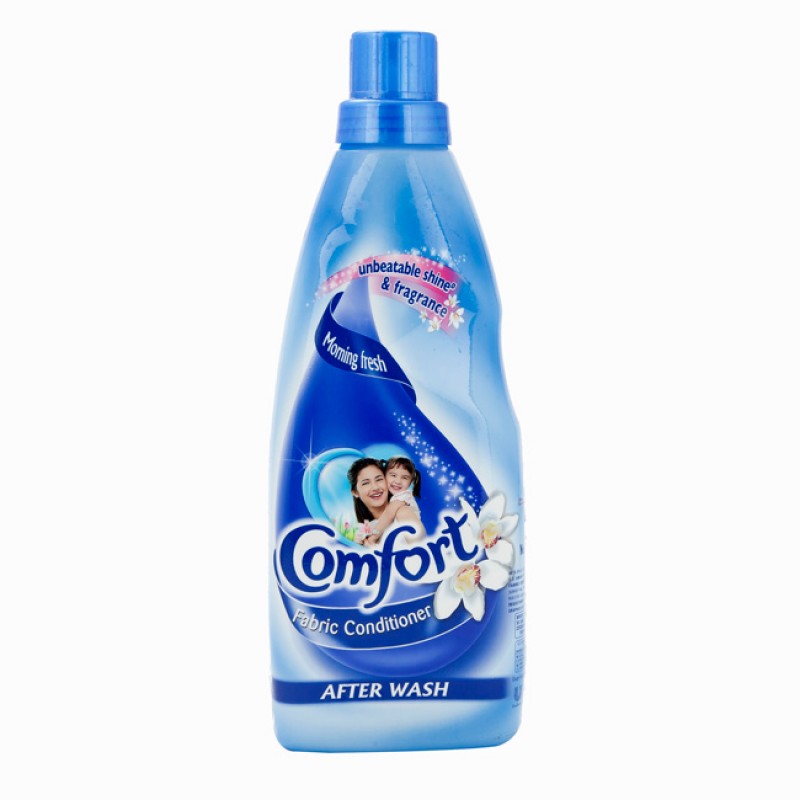 unbeatable shine
& fragrance
Morning fresh
Comfort
Fabric Conditioner
AFTER WASH